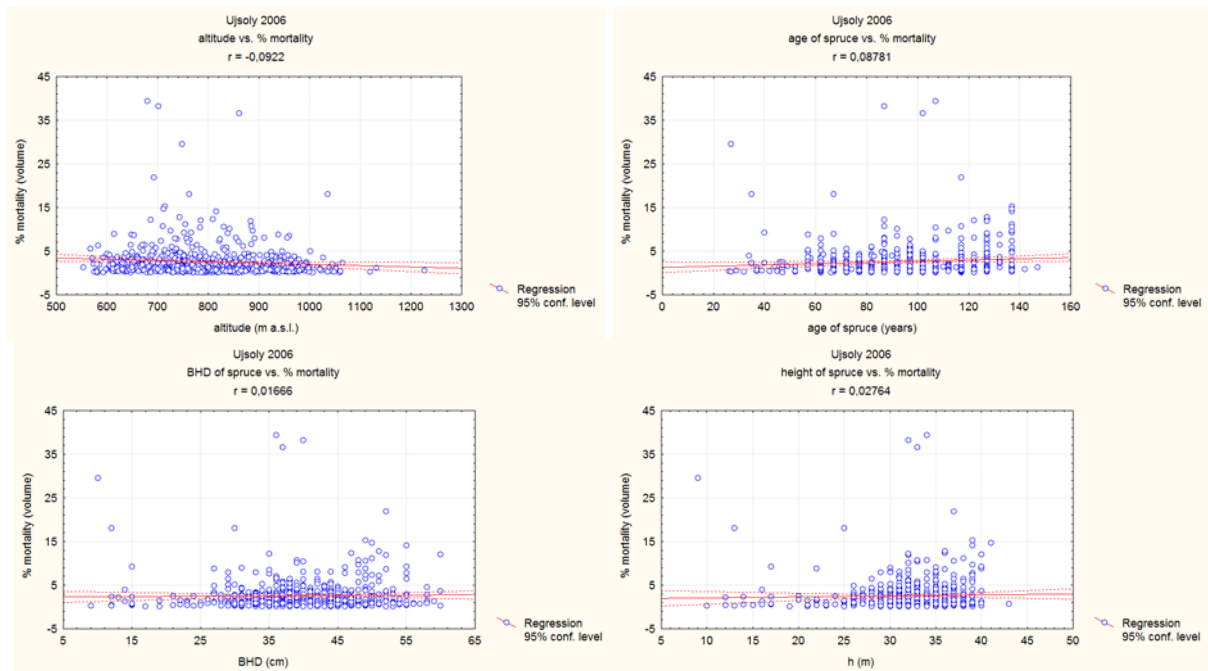 Ujsoly 2006
altitude vs. % mortality
r = -0,0922
45
35
25
15
5
-5
% mortality (volume)
500 600 700 800 900 1000 1100 1200 1300
altitude (m a.s.l.)
Regression
95% conf. level
Ujsoly 2006
age of spruce vs. % mortality
r = 0,08781
45
35
25
15
5
-5
% mortality (volume)
0 20 40 60 80 100 120 140 160
age of spruce (years)
Regression
95% conf. level
Ujsoly 2006
BHD of spruce vs. % mortality
r = 0,01666
45
35
25
15
5
-5
% mortality (volume)
5 15 25 35 45 55 65
BHD (cm)
Regression
95% conf. level
Ujsoly 2006
height of spruce vs. % mortality
r = 0,02764
45
35
25
15
5
-5
% mortality (volume)
5 10 15 20 25 30 35 40 45 50
h (m)
Regression
95% conf. level